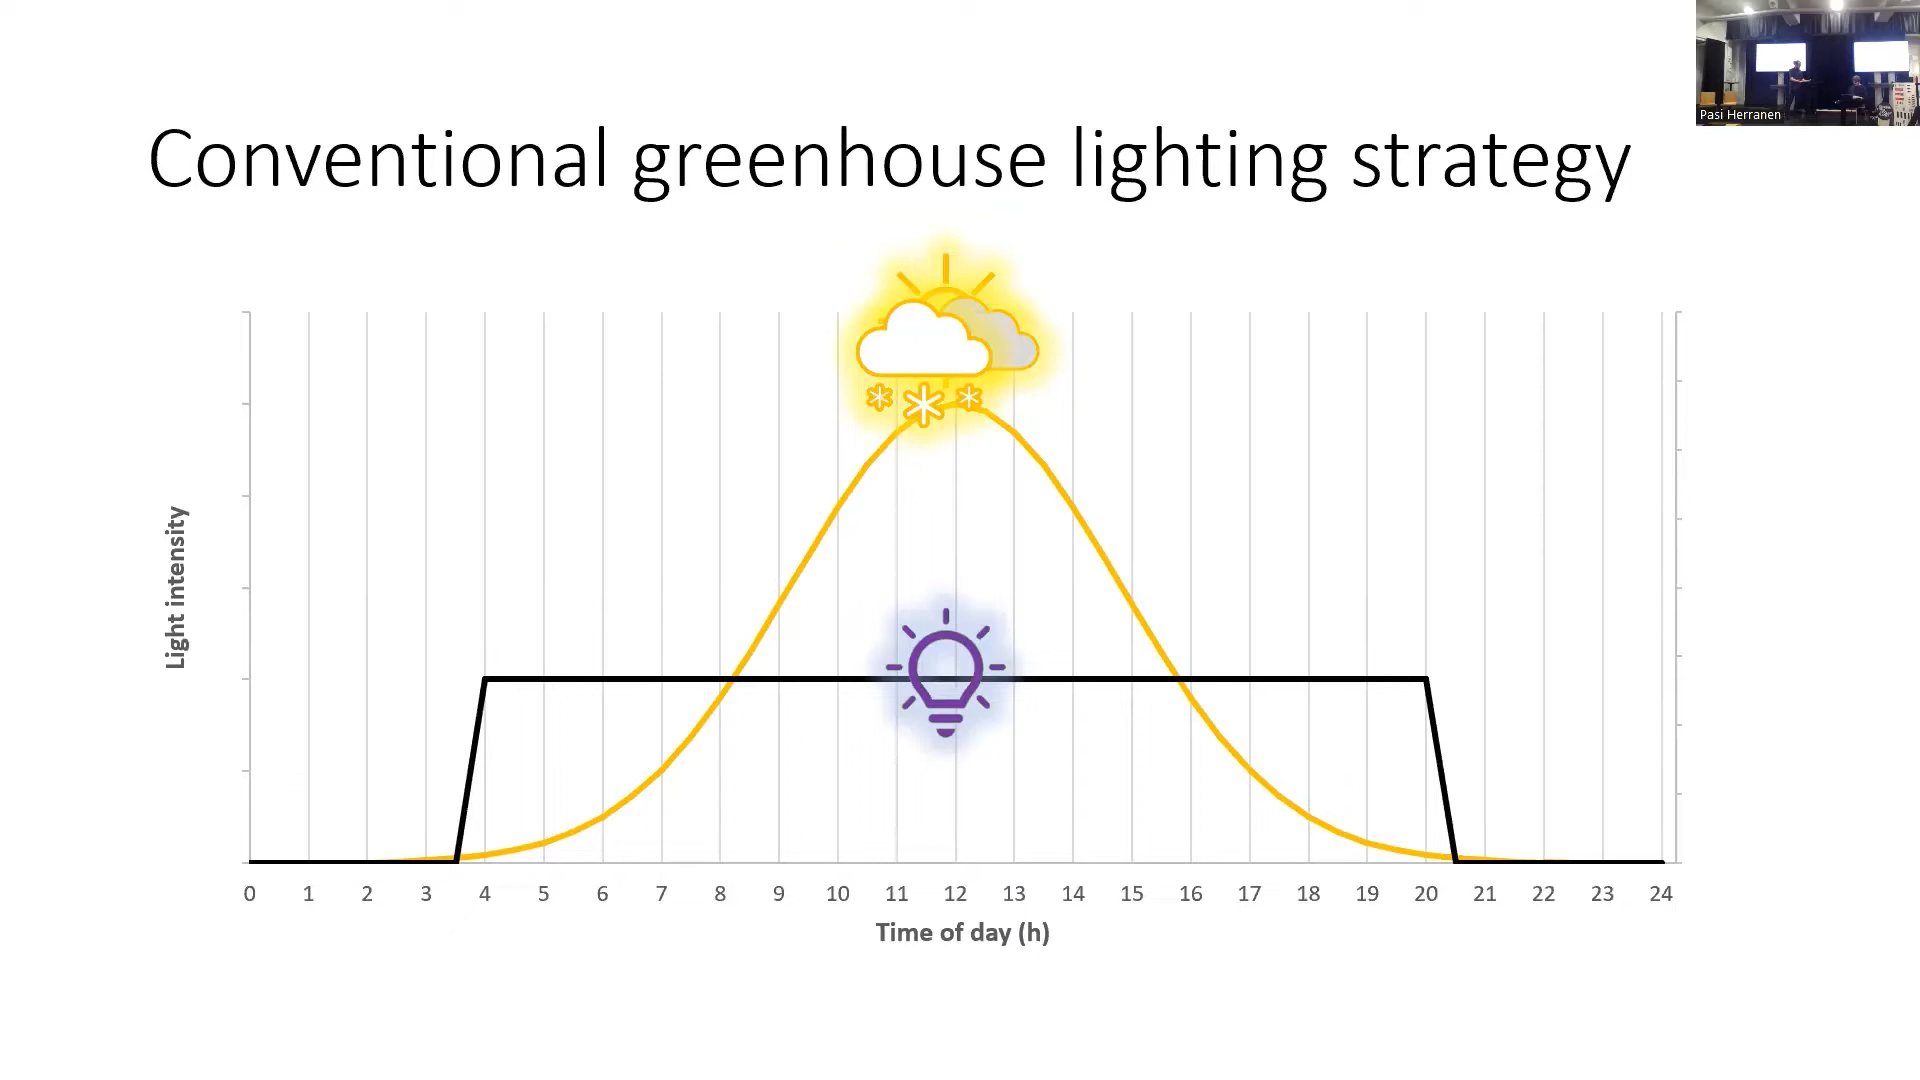 Pasi Herranen
Conventional greenhouse lighting strategy
Light intensity
0 1 2 3 4 5 6 7 8 9 10 11 12 13 14 15 16 17 18 19 20 21 22 23 24
Time of day (h)